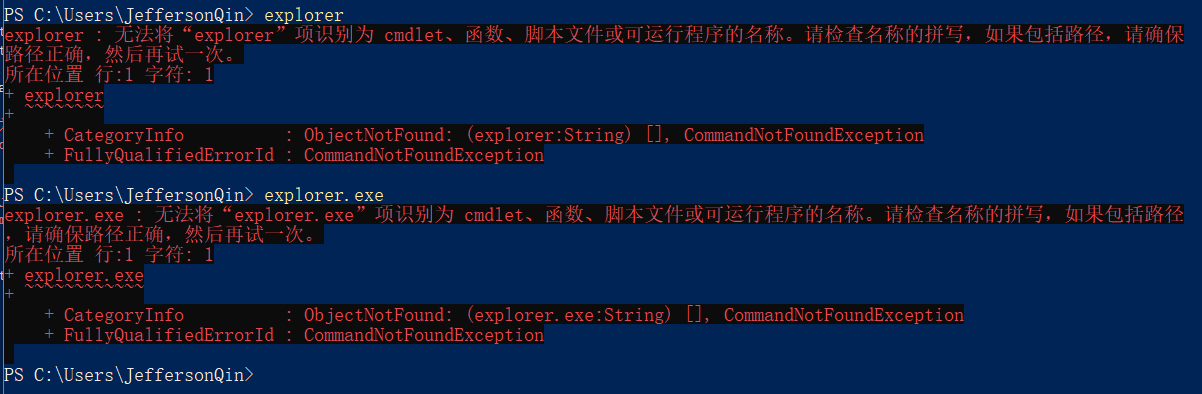 PS C:\Users\JeffersonQin> explorer
explorer : 无法将“explorer”项识别为 cmdlet、函数、脚本文件或可运行程序的名称。请检查名称的拼写，如果包括路径，请确保
路径正确，然后再试一次。
所在位置 行:1 字符: 1
+ explorer
+ ~~~~~~~~
    + CategoryInfo          : ObjectNotFound: (explorer:String) [], CommandNotFoundException
    + FullyQualifiedErrorId : CommandNotFoundException
PS C:\Users\JeffersonQin> explorer.exe
explorer.exe : 无法将“explorer.exe”项识别为 cmdlet、函数、脚本文件或可运行程序的名称。请检查名称的拼写，如果包括路径
，请确保路径正确，然后再试一次。
所在位置 行:1 字符: 1
+ explorer.exe
+ ~~~~~~~~~~~~
    + CategoryInfo          : ObjectNotFound: (explorer.exe:String) [], CommandNotFoundException
    + FullyQualifiedErrorId : CommandNotFoundException
PS C:\Users\JeffersonQin>